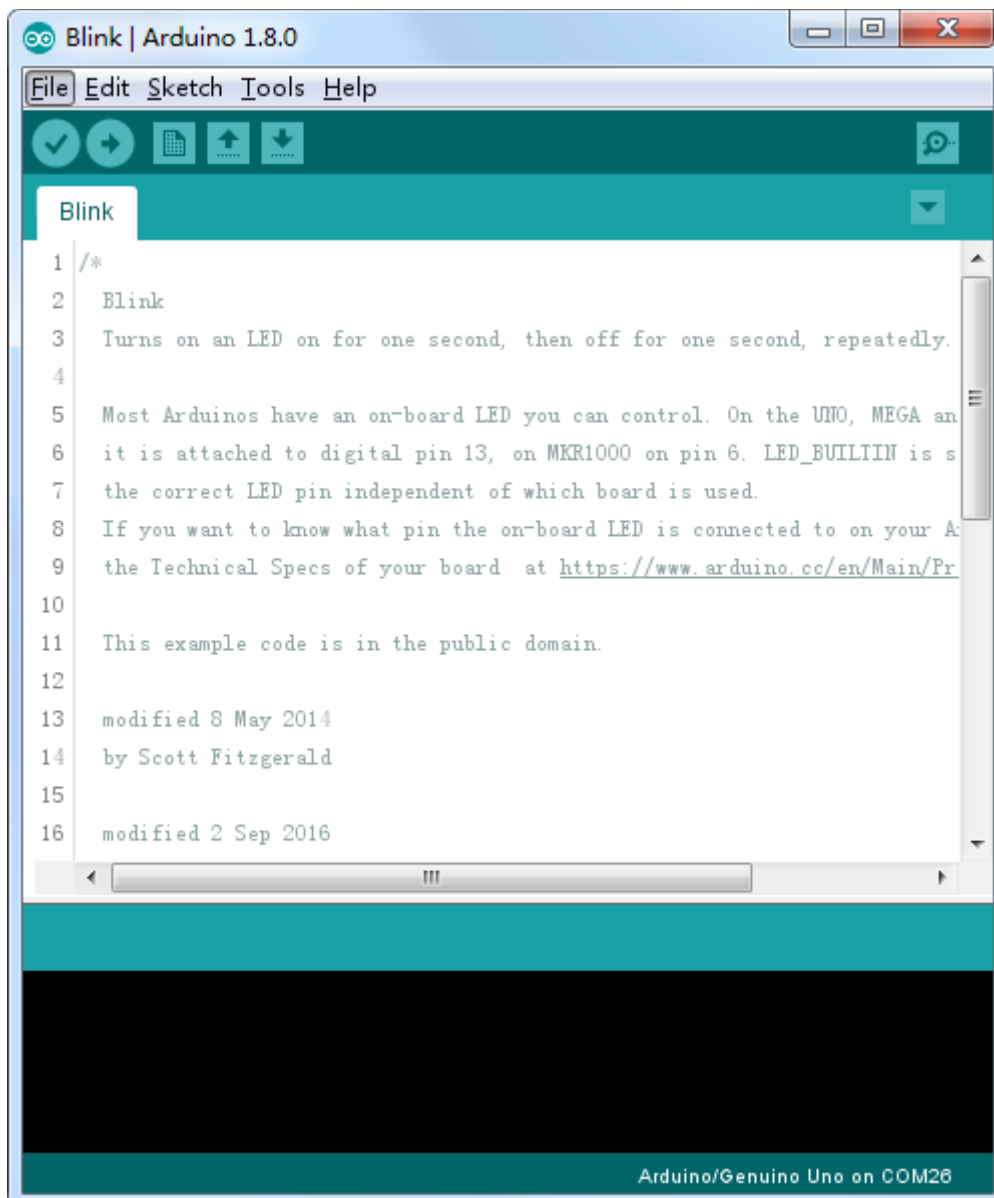 Blink | Arduino 1.8.0
File Edit Sketch Tools Help
Blink
1 /*
2 Blink
3 Turns on an LED on for one second, then off for one second, repeatedly.
4
5 Most Arduinos have an on-board LED you can control. On the UNO, MEGA an
6 it is attached to digital pin 13, on MKR1000 on pin 6. LED_BUILTIN is s
7 the correct LED pin independent of which board is used.
8 If you want to know what pin the on-board LED is connected to on your A
9 the Technical Specs of your board at https://www.arduino.cc/en/Main/Pr
10
11 This example code is in the public domain.
12
13 modified 8 May 2014
14 by Scott Fitzgerald
15
16 modified 2 Sep 2016
Arduino/Genuino Uno on COM26